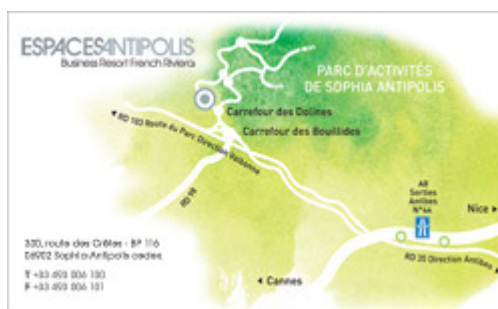 ESPACESANTIPOLIS
Business Resort French Riviera
PARC D'ACTIVITÉS
DE SOPHIA ANTIPOLIS
Carrefour des Dolines
Carrefour des Bouillides
RD 103 Route du Parc Direction Valbonne
RD 98
A8
Sorties
Antibes
N°44
Nice
RD 35 Direction Antibes
Cannes
300, route des Crêtes - BP 116
06902 Sophia-Antipolis cedex
T +33 493 006 100
F +33 493 006 101